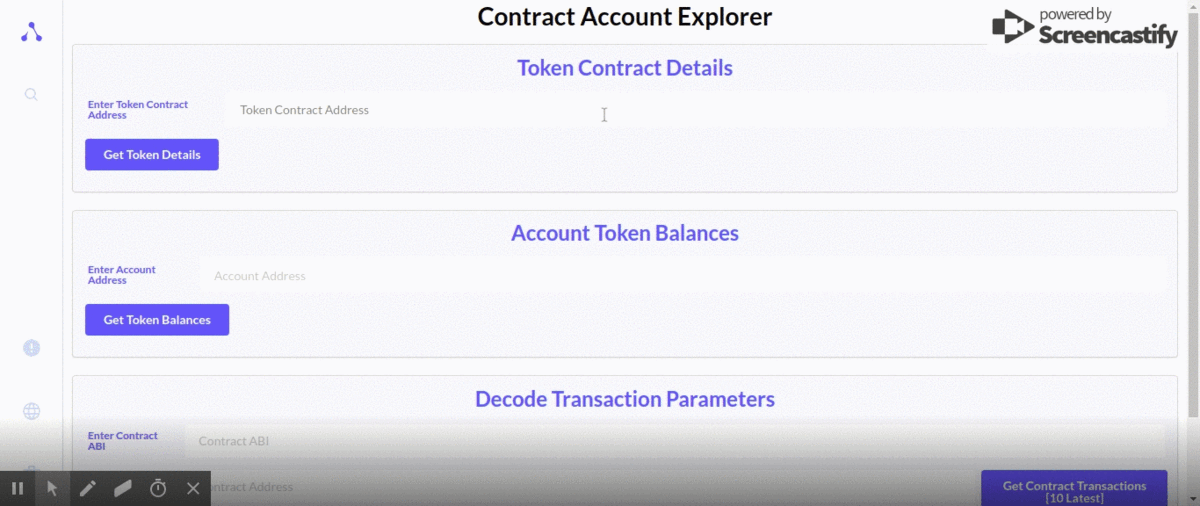 Contract Account Explorer
powered by
Screencastify
Token Contract Details
Enter Token Contract
Address
Token Contract Address
Get Token Details
Account Token Balances
Enter Account
Address
Account Address
Get Token Balances
Decode Transaction Parameters
Enter Contract
ABI
Contract ABI
ontract Address
Get Contract Transactions
[10 Latest]